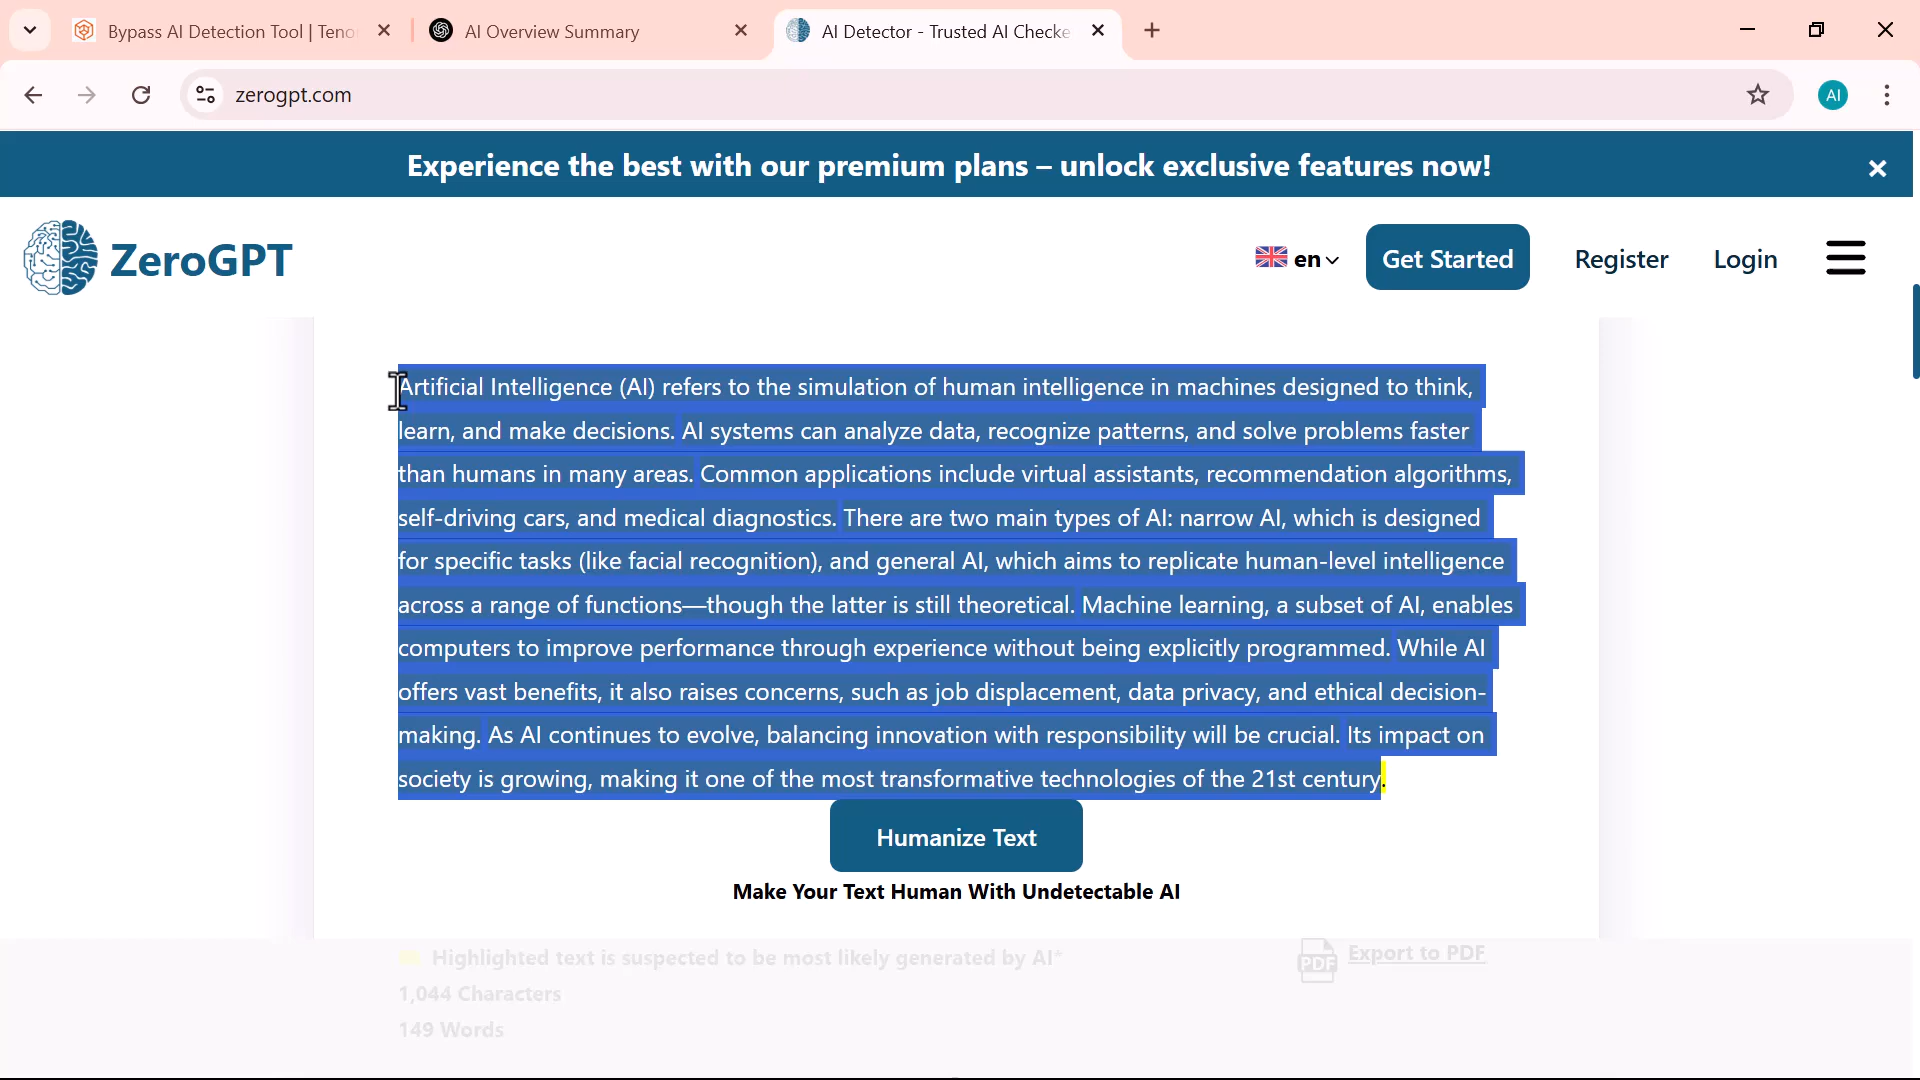 Bypass AI Detection Tool | Teno
AI Overview Summary
AI Detector - Trusted AI Checke
zerogpt.com
AI
Experience the best with our premium plans – unlock exclusive features now!
ZeroGPT
en
Get Started
Register
Login
Artificial Intelligence (AI) refers to the simulation of human intelligence in machines designed to think,
learn, and make decisions. AI systems can analyze data, recognize patterns, and solve problems faster
than humans in many areas. Common applications include virtual assistants, recommendation algorithms,
self-driving cars, and medical diagnostics. There are two main types of AI: narrow AI, which is designed
for specific tasks (like facial recognition), and general AI, which aims to replicate human-level intelligence
across a range of functions—though the latter is still theoretical. Machine learning, a subset of AI, enables
computers to improve performance through experience without being explicitly programmed. While AI
offers vast benefits, it also raises concerns, such as job displacement, data privacy, and ethical decision-
making. As AI continues to evolve, balancing innovation with responsibility will be crucial. Its impact on
society is growing, making it one of the most transformative technologies of the 21st century.
Humanize Text
Make Your Text Human With Undetectable AI
Highlighted text is suspected to be most likely generated by AI*
PDF
Export to PDF
1,044 Characters
149 Words